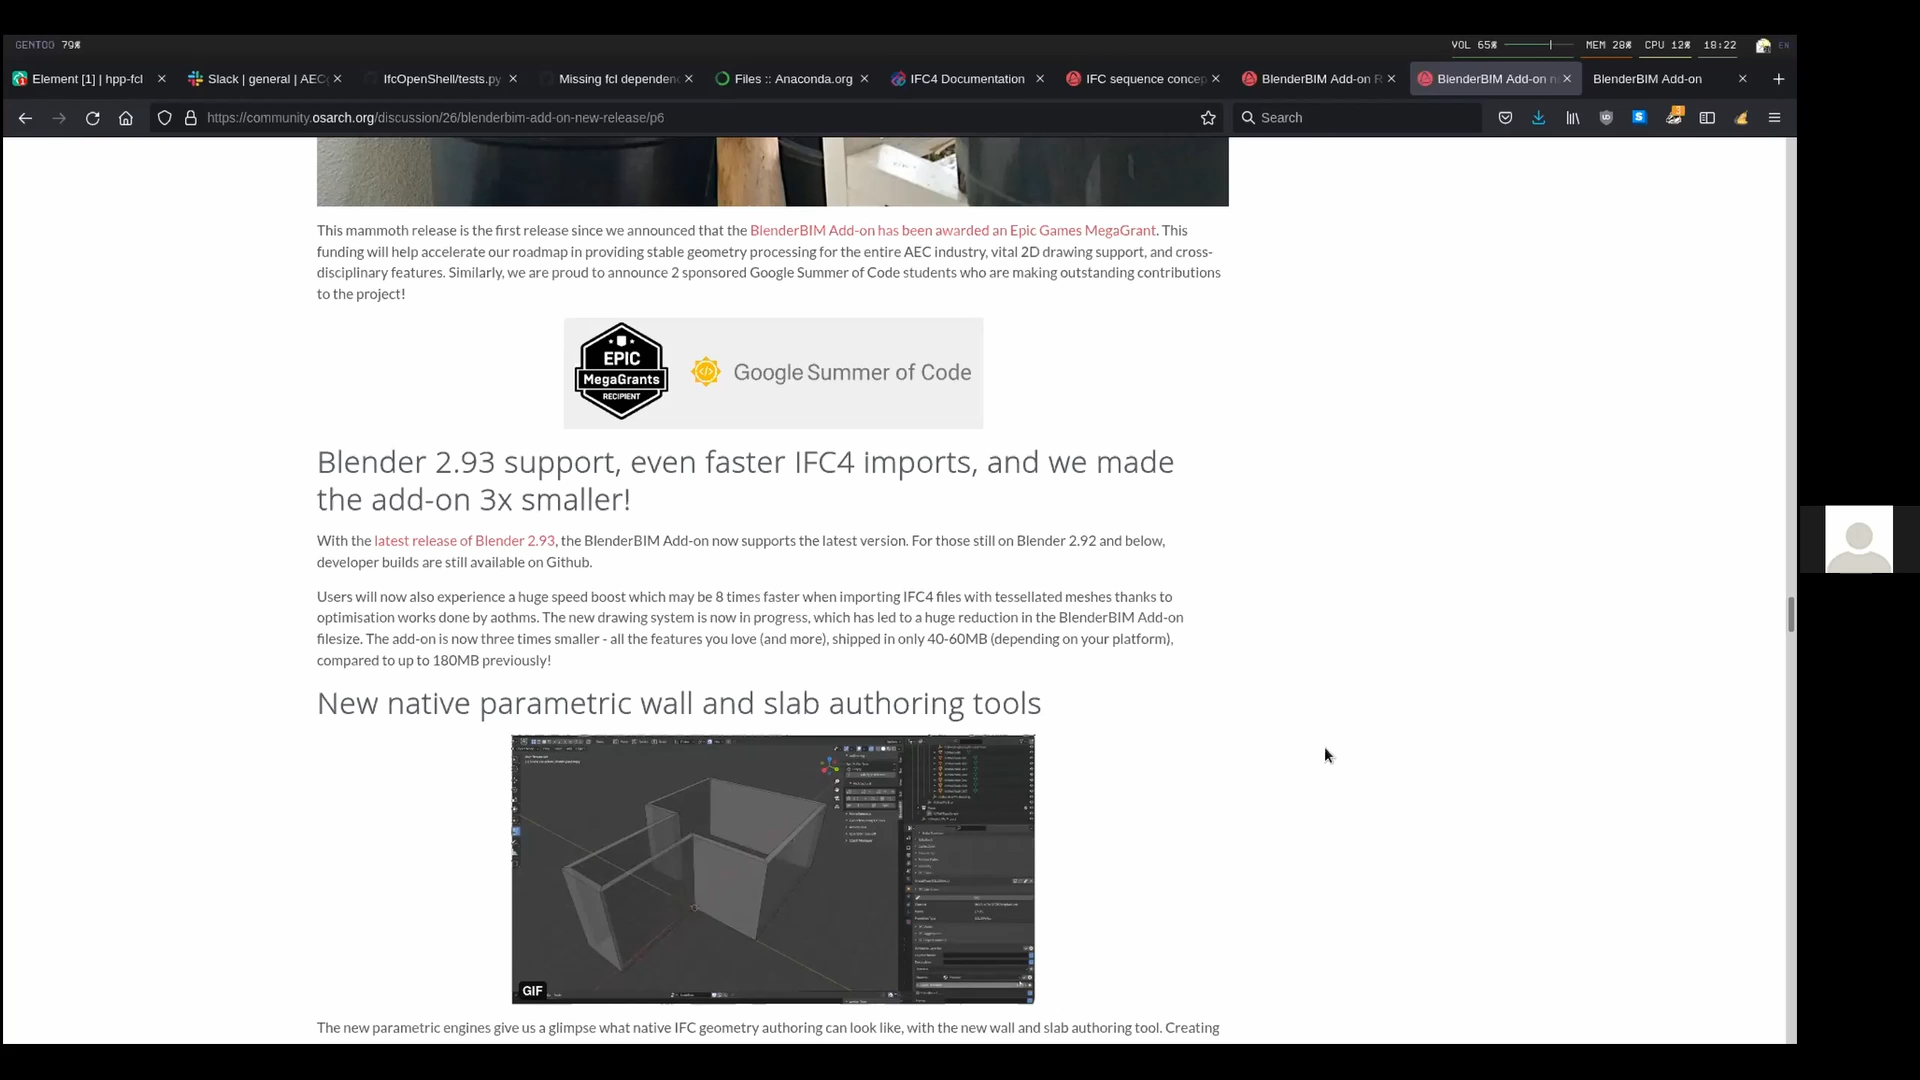 GENTOO 79%
VOL 65% MEM 28% CPU 12% 18:22 EN
Element [1] | hpp-fcl
Slack | general | AEC
IfcOpenShell/tests.py
Missing fcl dependen
Files :: Anaconda.org
IFC4 Documentation
IFC sequence concep
BlenderBIM Add-on R
BlenderBIM Add-on n
BlenderBIM Add-on
https://community.osarch.org/discussion/26/blenderbim-add-on-new-release/p6
Search
This mammoth release is the first release since we announced that the BlenderBIM Add-on has been awarded an Epic Games MegaGrant. This
funding will help accelerate our roadmap in providing stable geometry processing for the entire AEC industry, vital 2D drawing support, and cross-
disciplinary features. Similarly, we are proud to announce 2 sponsored Google Summer of Code students who are making outstanding contributions
to the project!
EPIC
MegaGrants
RECIPIENT
Google Summer of Code
Blender 2.93 support, even faster IFC4 imports, and we made
the add-on 3x smaller!
With the latest release of Blender 2.93, the BlenderBIM Add-on now supports the latest version. For those still on Blender 2.92 and below,
developer builds are still available on Github.
Users will now also experience a huge speed boost which may be 8 times faster when importing IFC4 files with tessellated meshes thanks to
optimisation works done by aothms. The new drawing system is now in progress, which has led to a huge reduction in the BlenderBIM Add-on
filesize. The add-on is now three times smaller - all the features you love (and more), shipped in only 40-60MB (depending on your platform),
compared to up to 180MB previously!
New native parametric wall and slab authoring tools
GIF
The new parametric engines give us a glimpse what native IFC geometry authoring can look like, with the new wall and slab authoring tool. Creating